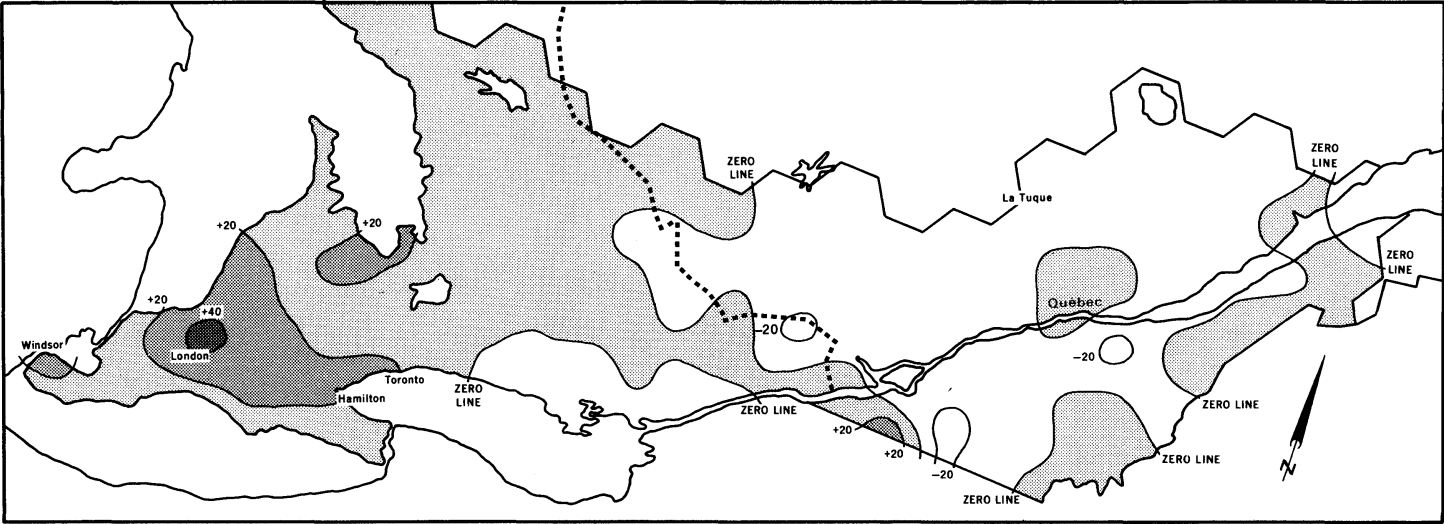 ZERO
LINE
ZERO
LINE
La Tuque
+20
+20
ZERO
LINE
+20
+40
Québec
-20
Windsor
London
-20
Toronto
ZERO
LINE
Hamilton
ZERO LINE
ZERO LINE
+20
+20
-20
ZERO LINE
ZERO LINE
N